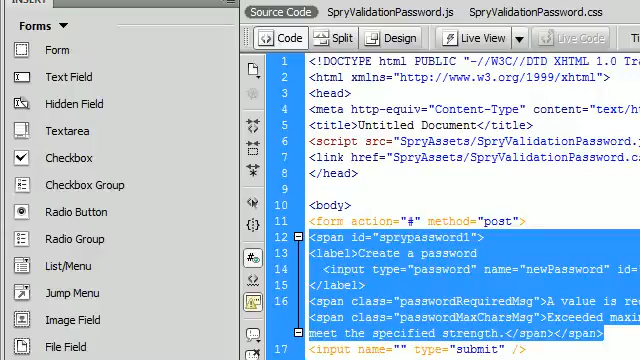 Insert
Forms
Form
Text Field
Hidden Field
Textarea
Checkbox
Checkbox Group
Radio Button
Radio Group
List/Menu
Jump Menu
Image Field
File Field
Source Code SpryValidationPassword.js SpryValidationPassword.css
Code Split Design Live View Live Code
1 <!DOCTYPE html PUBLIC "-//W3C//DTD XHTML 1.0
2 <html xmlns="http://www.w3.org/1999/xhtml">
3 <head>
4 <meta http-equiv="Content-Type" content="text/
5 <title>Untitled Document</title>
6 <script src="SpryAssets/SpryValidationPassword.
7 <link href="SpryAssets/SpryValidationPassword.
8 </head>
9
10 <body>
11 <form action="#" method="post">
12 <span id="sprypassword1">
13 <label>Create a password
14 <input type="password" name="newPassword" id=
15 </label>
16 <span class="passwordRequiredMsg">A value is
<span class="passwordMaxCharsMsg">Exceeded
meet the specified strength.</span></span>
17 <input name="" type="submit" />